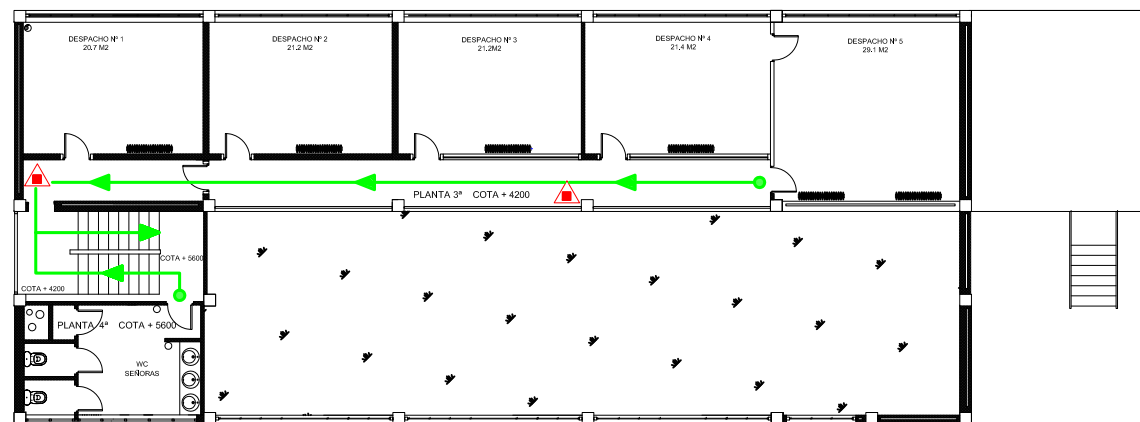 DESPACHO Nº 1
20.7 M2
DESPACHO Nº 2
21.2 M2
DESPACHO Nº 3
21.2M2
DESPACHO Nº 4
21.4 M2
DESPACHO Nº 5
29.1 M2
PLANTA 3ª COTA + 4200
COTA + 5600
COTA + 4200
PLANTA 4ª COTA + 5600
WC
SEÑORAS